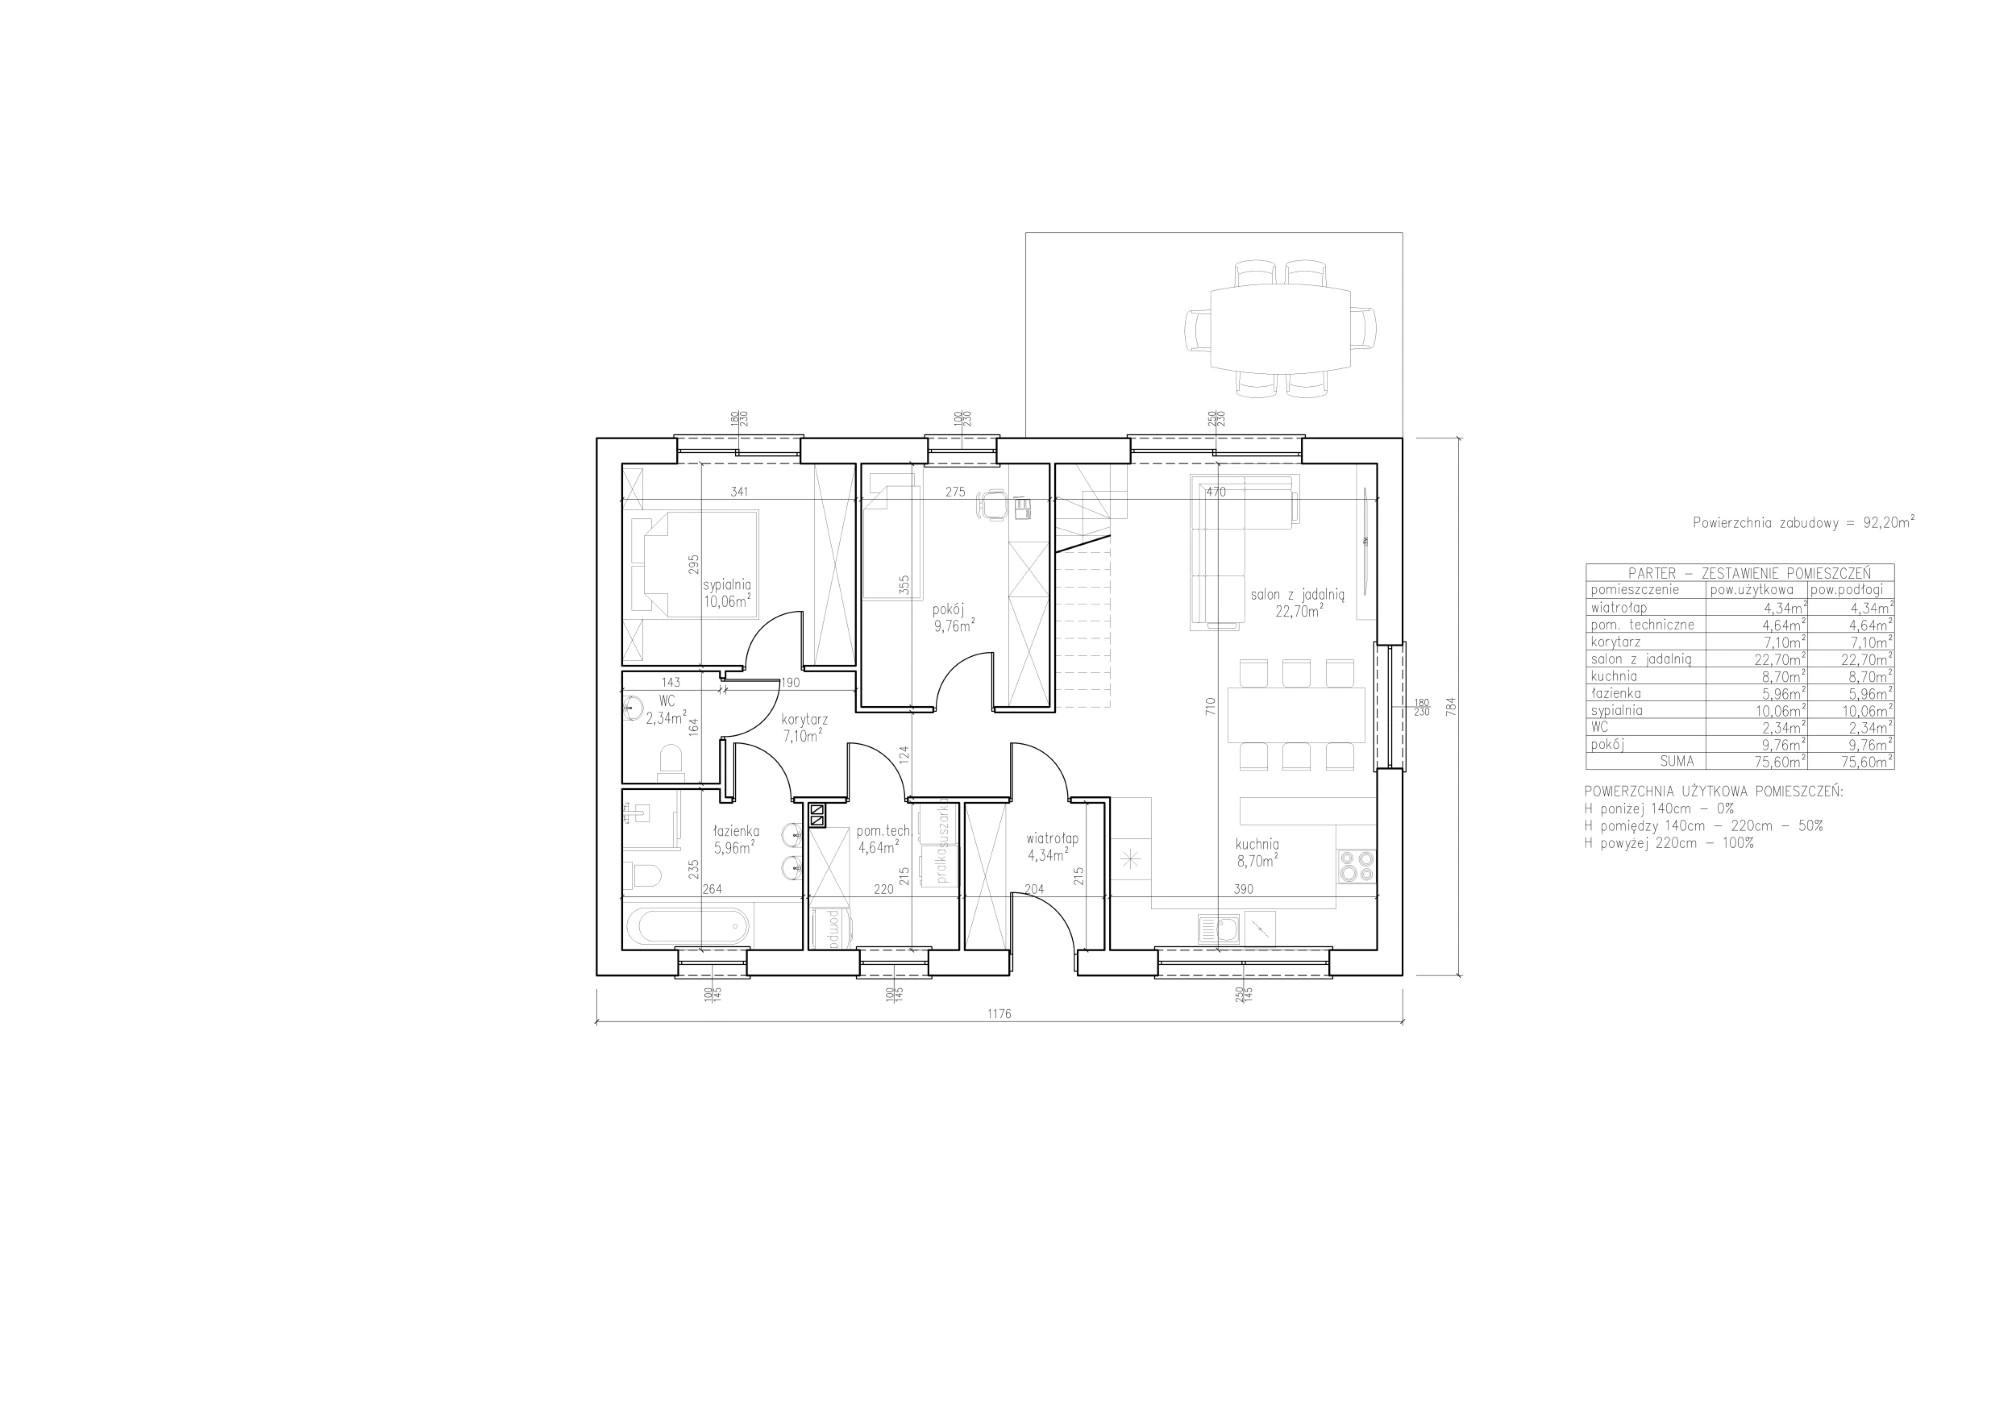 180
230
100
230
250
230
341
275
470
295
sypialnia
10,06m²
355
pokój
9,76m²
salon z jadalnią
22,70m²
143
190
WC
2,34m²
164
korytarz
7,10m²
124
710
180
230
784
łazienka
5,96m²
235
264
pom.tech.
4,64m²
suszarka
pralka
215
220
pompw
wiatrołap
4,34m²
215
204
kuchnia
8,70m²
390
100
145
100
145
250
145
1176
Powierzchnia zabudowy = 92,20m²
PARTER – ZESTAWIENIE POMIESZCZEŃ
pomieszczenie pow.użytkowa pow.podłogi
wiatrołap 4,34m² 4,34m²
pom. techniczne 4,64m² 4,64m²
korytarz 7,10m² 7,10m²
salon z jadalnią 22,70m² 22,70m²
kuchnia 8,70m² 8,70m²
łazienka 5,96m² 5,96m²
sypialnia 10,06m² 10,06m²
WC 2,34m² 2,34m²
pokój 9,76m² 9,76m²
SUMA 75,60m² 75,60m²
POWIERZCHNIA UŻYTKOWA POMIESZCZEŃ:
H poniżej 140cm – 0%
H pomiędzy 140cm – 220cm – 50%
H powyżej 220cm – 100%